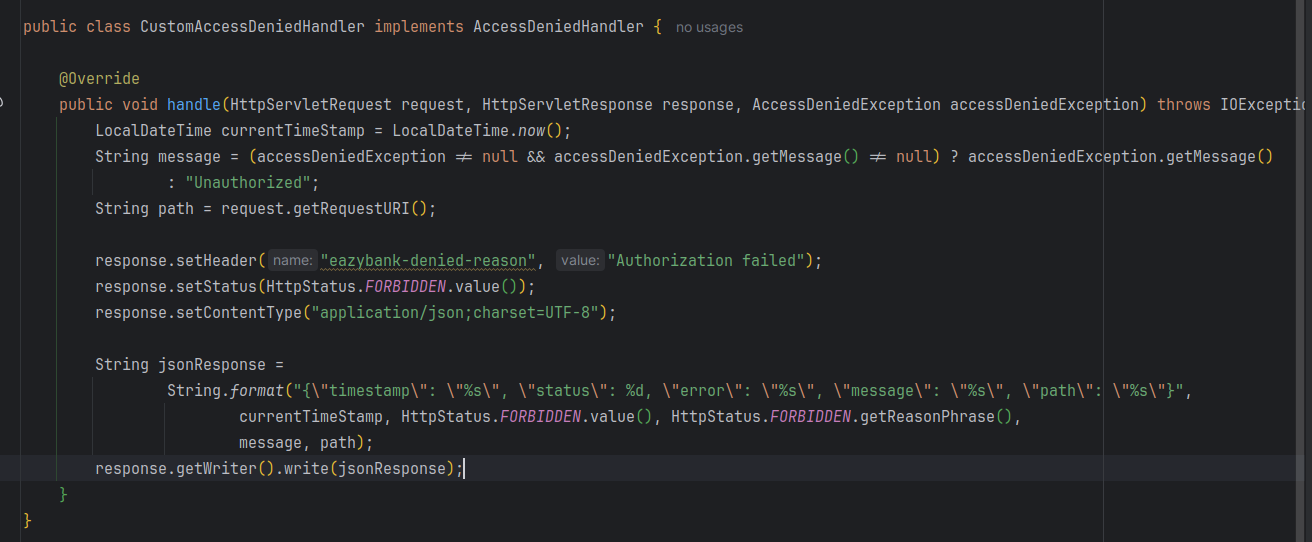 public class CustomAccessDeniedHandler implements AccessDeniedHandler { no usages
@Override
public void handle(HttpServletRequest request, HttpServletResponse response, AccessDeniedException accessDeniedException) throws IOExceptio
LocalDateTime currentTimeStamp = LocalDateTime.now();
String message = (accessDeniedException != null && accessDeniedException.getMessage() != null) ? accessDeniedException.getMessage()
: "Unauthorized";
String path = request.getRequestURI();
response.setHeader( name: "eazybank-denied-reason", value: "Authorization failed");
response.setStatus(HttpStatus.FORBIDDEN.value());
response.setContentType("application/json;charset=UTF-8");
String jsonResponse =
String.format("{\"timestamp\": \"%s\", \"status\": %d, \"error\": \"%s\", \"message\": \"%s\", \"path\": \"%s\"}",
currentTimeStamp, HttpStatus.FORBIDDEN.value(), HttpStatus.FORBIDDEN.getReasonPhrase(),
message, path);
response.getWriter().write(jsonResponse);
}
}